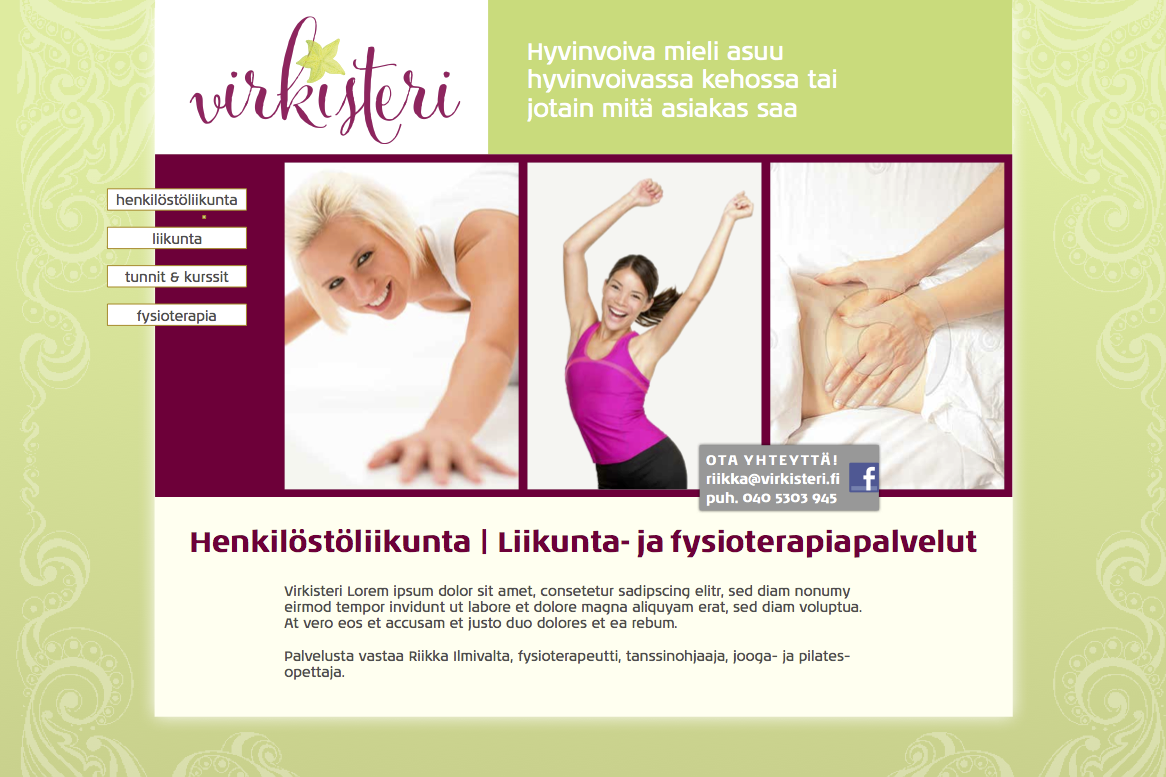 virkisteri
Hyvinvoiva mieli asuu
hyvinvoivassa kehossa tai
jotain mitä asiakas saa
henkilöstöliikunta
liikunta
tunnit & kurssit
fysioterapia
OTA YHTEYTTÄ!
riikka@virkisteri.fi
puh. 040 5303 945
f
Henkilöstöliikunta | Liikunta- ja fysioterapiapalvelut
Virkisteri Lorem ipsum dolor sit amet, consetetur sadipscing elitr, sed diam nonumy
eirmod tempor invidunt ut labore et dolore magna aliquyam erat, sed diam voluptua.
At vero eos et accusam et justo duo dolores et ea rebum.
Palvelusta vastaa Riikka Ilmivalta, fysioterapeutti, tanssinohjaaja, jooga- ja pilates-
opettaja.